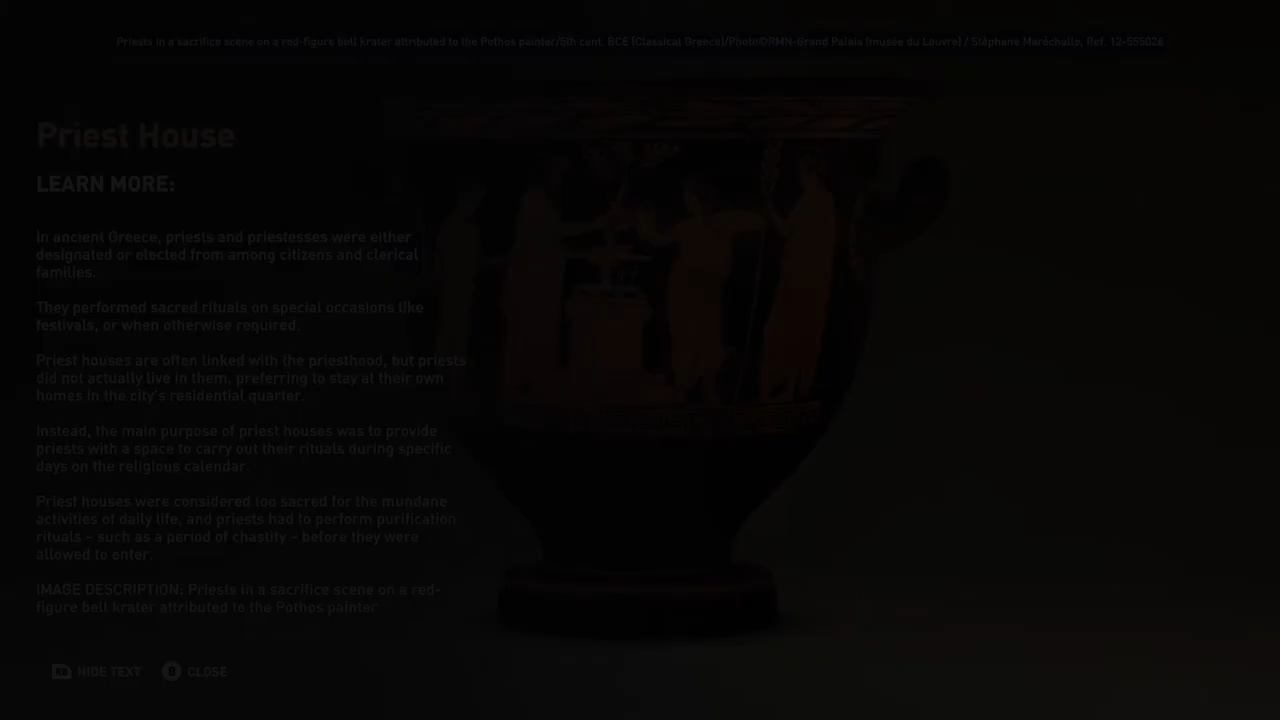 Priests in a sacrifice scene on a red-figure bell krater attributed to the Pothos painter/5th cent. BCE (Classical Greece)/Photo©RMN-Grand Palais (musée du Louvre) / Stéphane Maréchalle; Ref. 12-555026
Priest House
LEARN MORE:
In ancient Greece, priests and priestesses were either
designated or elected from among citizens and clerical
families.
They performed sacred rituals on special occasions like
festivals, or when otherwise required.
Priest houses are often linked with the priesthood, but priests
did not actually live in them, preferring to stay at their own
homes in the city's residential quarter.
Instead, the main purpose of priest houses was to provide
priests with a space to carry out their rituals during specific
days on the religious calendar.
Priest houses were considered too sacred for the mundane
activities of daily life, and priests had to perform purification
rituals – such as a period of chastity – before they were
allowed to enter.
IMAGE DESCRIPTION: Priests in a sacrifice scene on a red-
figure bell krater attributed to the Pothos painter
HIDE TEXT
B CLOSE